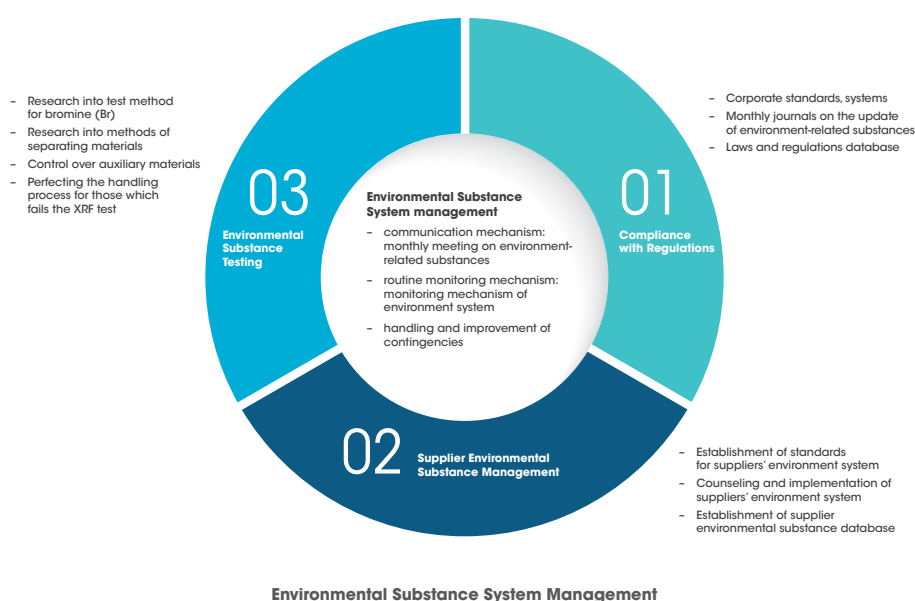 – Research into test method
for bromine (Br)
– Research into methods of
separating materials
– Control over auxiliary materials
– Perfecting the handling
process for those which
fails the XRF test
03
Environmental
Substance
Testing
Environmental Substance
System management
– communication mechanism:
monthly meeting on environment-
related substances
– routine monitoring mechanism:
monitoring mechanism of
environment system
– handling and improvement of
contingencies
01
Compliance
with Regulations
– Corporate standards, systems
– Monthly journals on the update
of environment-related substances
– Laws and regulations database
02
Supplier Environmental
Substance Management
– Establishment of standards
for suppliers’ environment system
– Counseling and implementation of
suppliers’ environment system
– Establishment of supplier
environmental substance database
Environmental Substance System Management